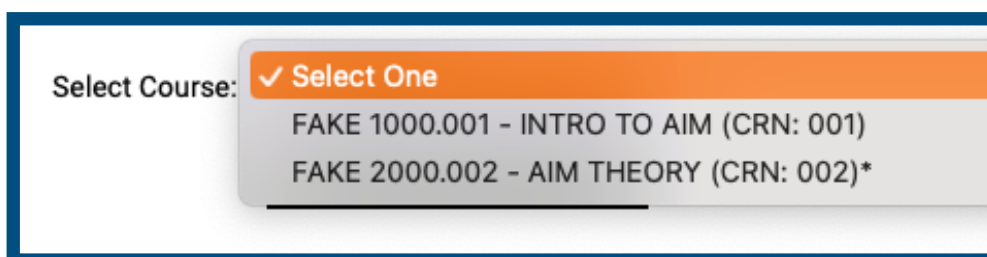 Select Course: ✓ Select One
FAKE 1000.001 - INTRO TO AIM (CRN: 001)
FAKE 2000.002 - AIM THEORY (CRN: 002)*